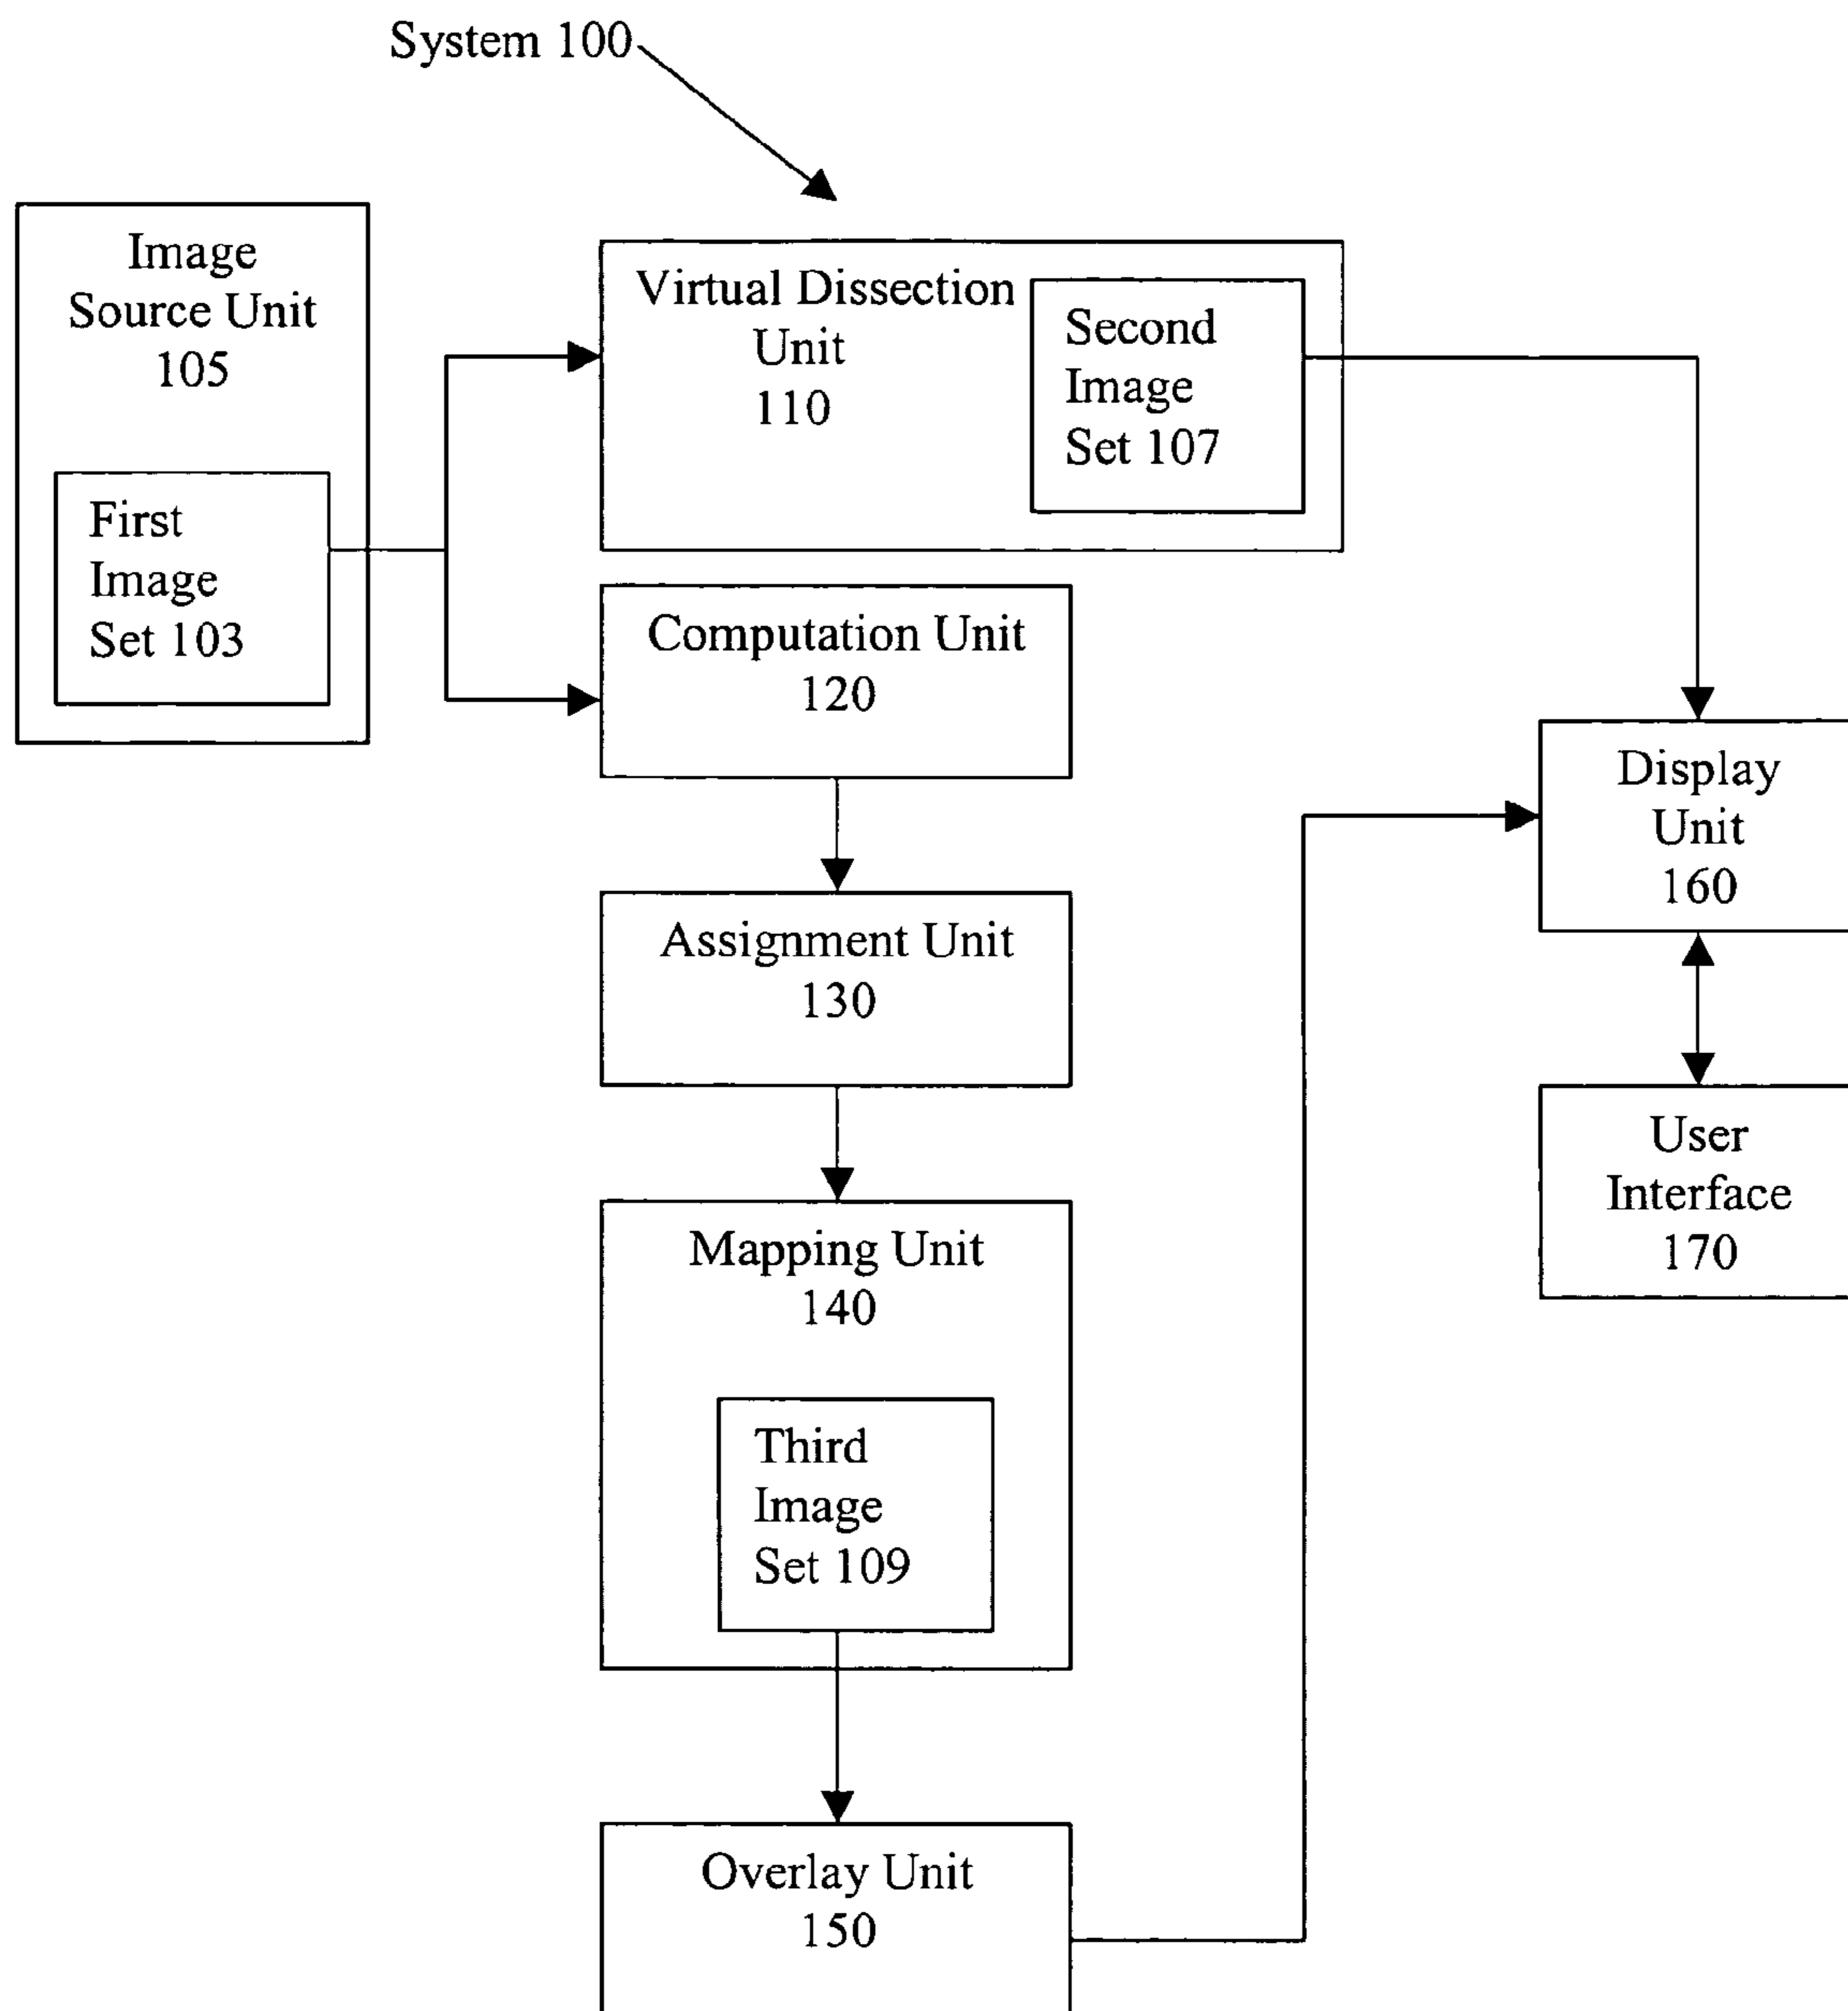 System 100
Image
Source Unit
105
First
Image
Set 103
Virtual Dissection
Unit
110
Second
Image
Set 107
Computation Unit
120
Assignment Unit
130
Mapping Unit
140
Third
Image
Set 109
Overlay Unit
150
Display
Unit
160
User
Interface
170